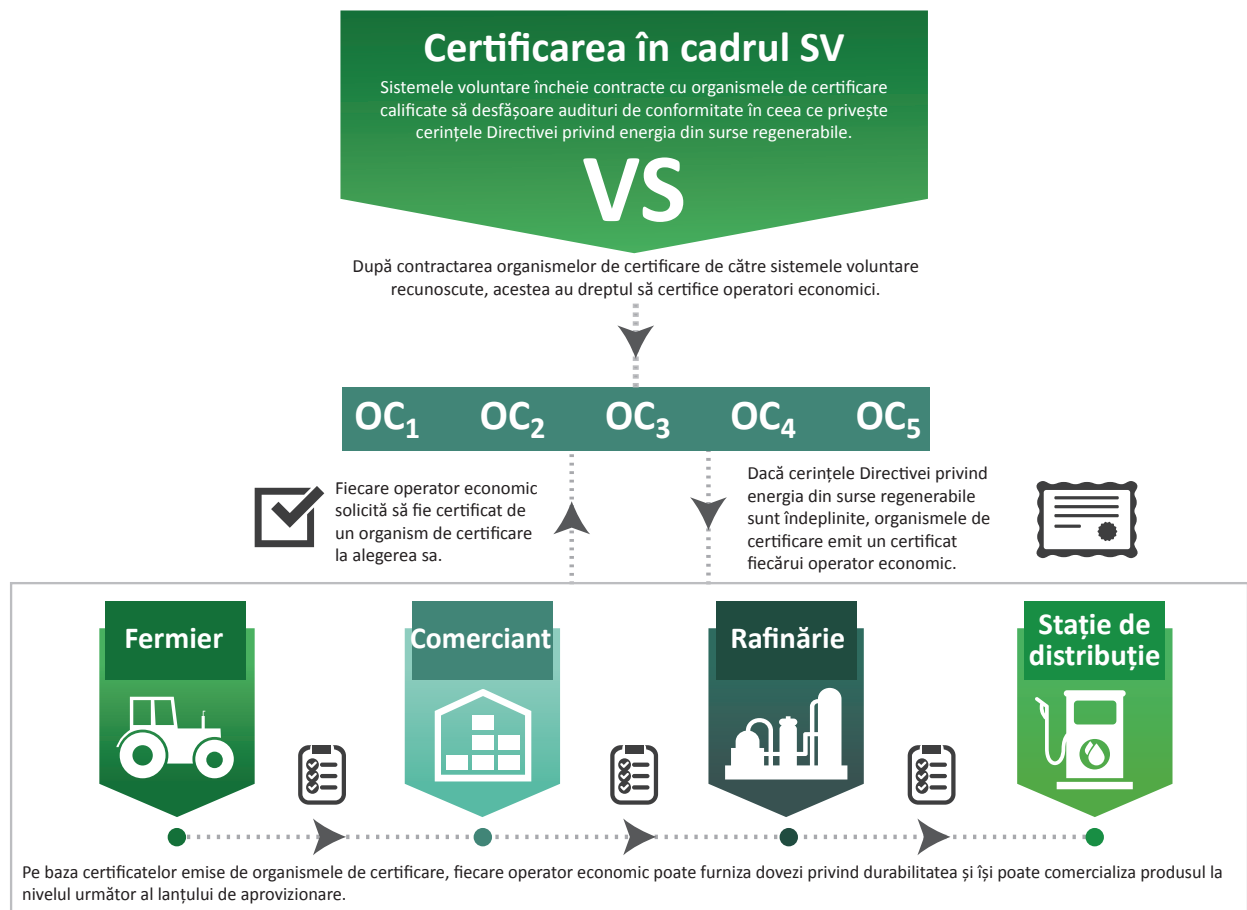 Certificarea în cadrul SV
Sistemele voluntare încheie contracte cu organismele de certificare
calificate să desfășoare audituri de conformitate în ceea ce privește
cerințele Directivei privind energia din surse regenerabile.
VS
După contractarea organismelor de certificare de către sistemele voluntare
recunoscute, acestea au dreptul să certifice operatori economici.
OC1 OC2 OC3 OC4 OC5
Fiecare operator economic
solicită să fie certificat de
un organism de certificare
la alegerea sa.
Dacă cerințele Directivei privind
energia din surse regenerabile
sunt îndeplinite, organismele de
certificare emit un certificat
fiecărui operator economic.
Fermier
Comerciant
Rafinărie
Stație de
distribuție
Pe baza certificatelor emise de organismele de certificare, fiecare operator economic poate furniza dovezi privind durabilitatea și își poate comercializa produsul la
nivelul următor al lanțului de aprovizionare.